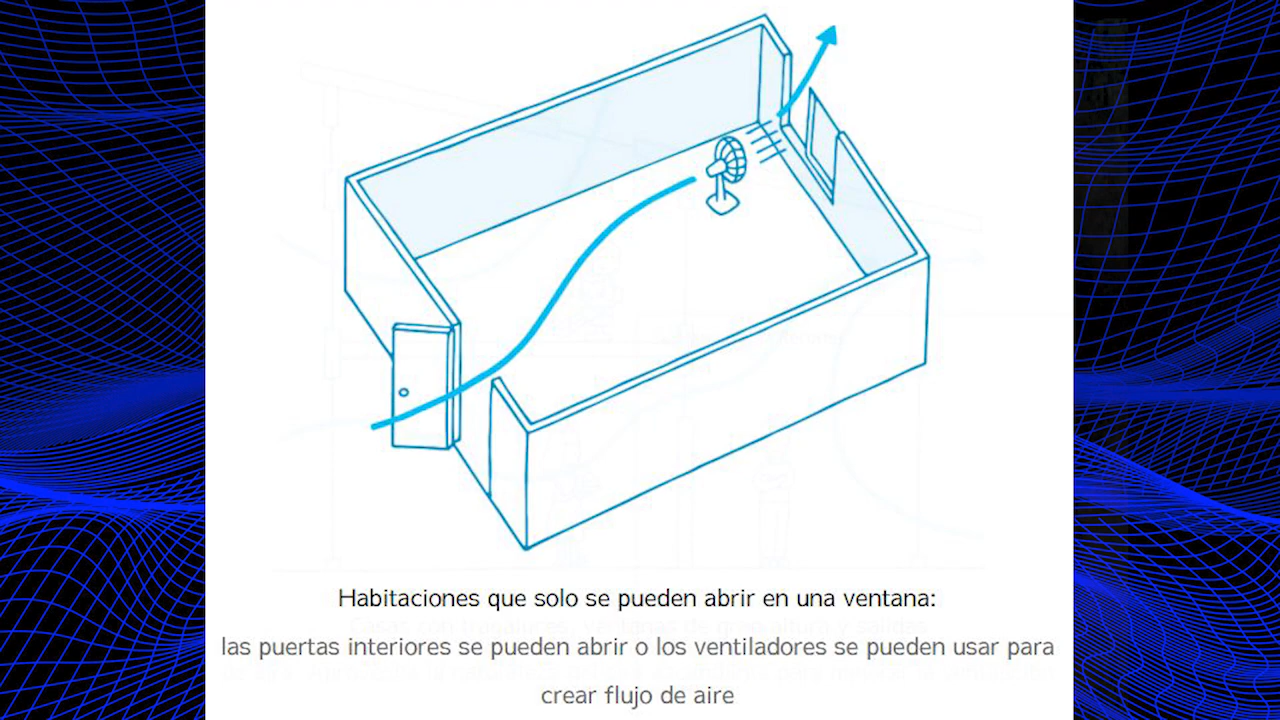 Habitaciones que solo se pueden abrir en una ventana:
las puertas interiores se pueden abrir o los ventiladores se pueden usar para
crear flujo de aire